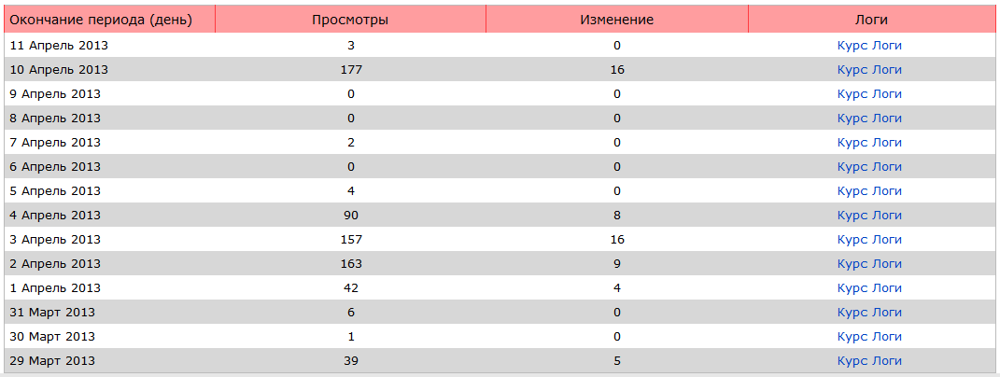 Окончание периода (день) Просмотры Изменение Логи
11 Апрель 2013 3 0 Курс Логи
10 Апрель 2013 177 16 Курс Логи
9 Апрель 2013 0 0 Курс Логи
8 Апрель 2013 0 0 Курс Логи
7 Апрель 2013 2 0 Курс Логи
6 Апрель 2013 0 0 Курс Логи
5 Апрель 2013 4 0 Курс Логи
4 Апрель 2013 90 8 Курс Логи
3 Апрель 2013 157 16 Курс Логи
2 Апрель 2013 163 9 Курс Логи
1 Апрель 2013 42 4 Курс Логи
31 Март 2013 6 0 Курс Логи
30 Март 2013 1 0 Курс Логи
29 Март 2013 39 5 Курс Логи